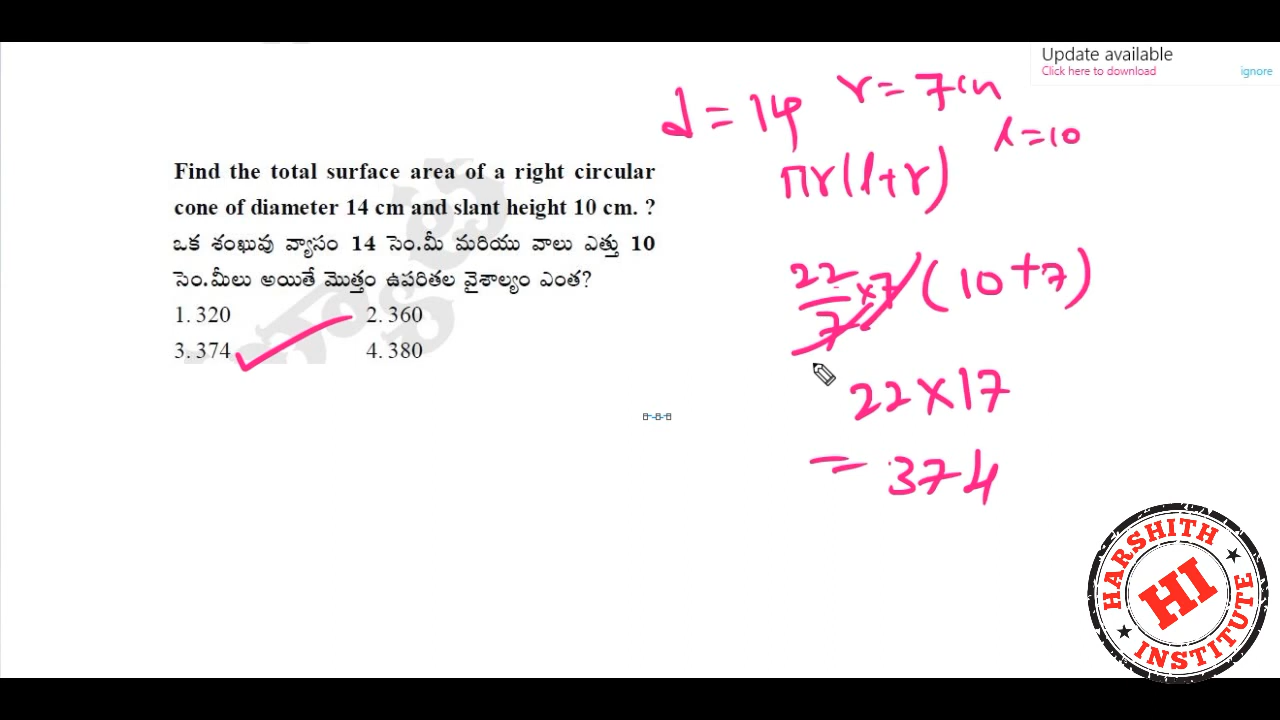 Update available
Click here to download ignore
d = 14 r = 7cm
l = 10
πr(l+r)
Find the total surface area of a right circular
cone of diameter 14 cm and slant height 10 cm. ?
ఒక శంఖువు వ్యాసం 14 సెం.మీ మరియు వాలు ఎత్తు 10
సెం.మీలు అయితే మొత్తం ఉపరితల వైశాల్యం ఎంత?
1. 320 2. 360
3. 374 4. 380
22/7 × 7 (10+7)
22×17
= 374
HARSHITH
HI
INSTITUTE